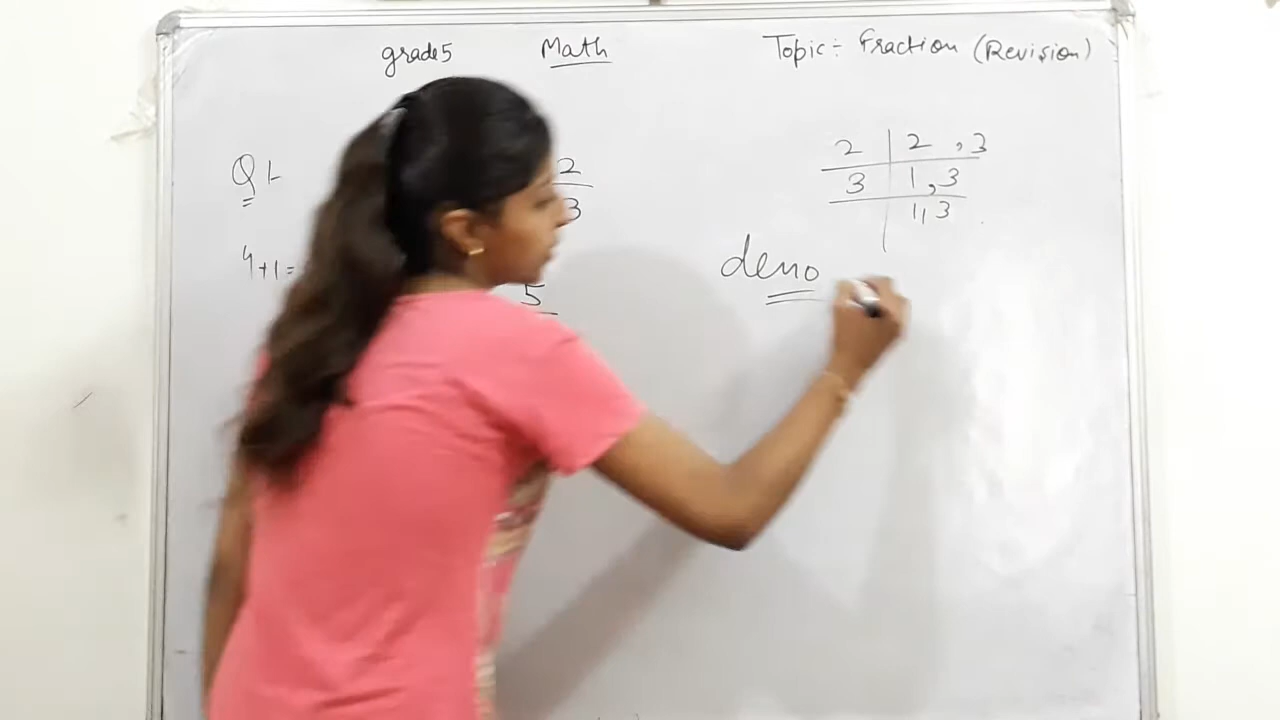 grade5 Math Topic:- Fraction (Revision)
2 | 2 , 3
3 | 1 , 3
1, 3
Q1- 2
3
4+1=
5
deno